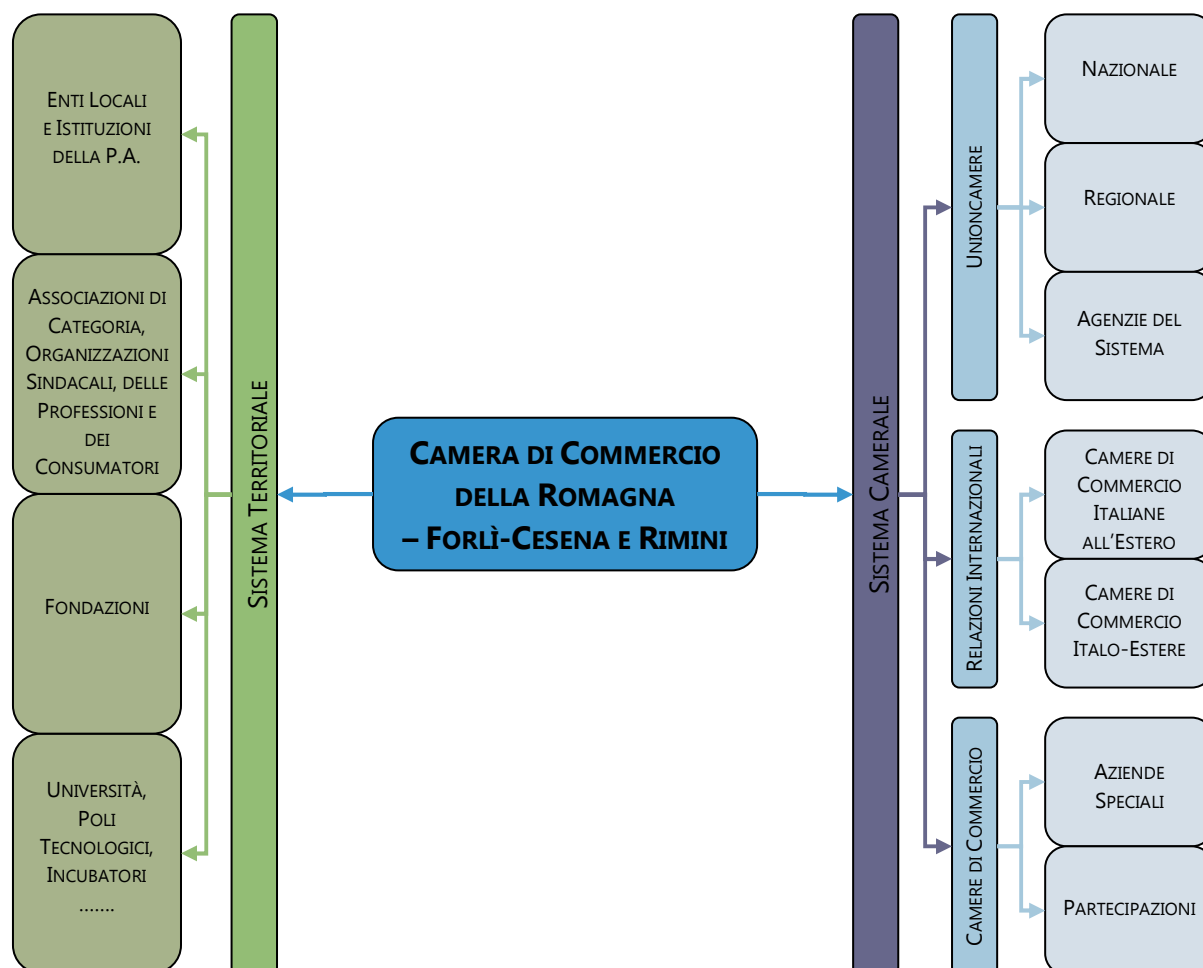 Enti Locali
e Istituzioni
della P.A.
Associazioni di
Categoria,
Organizzazioni
Sindacali, delle
Professioni e
dei
Consumatori
Fondazioni
Università,
Poli
Tecnologici,
Incubatori
.......
Sistema Territoriale
Camera di Commercio
della Romagna
– Forlì-Cesena e Rimini
Sistema Camerale
Unioncamere
Nazionale
Regionale
Agenzie del
Sistema
Relazioni Internazionali
Camere di
Commercio
Italiane
all’Estero
Camere di
Commercio
Italo-Estere
Camere di Commercio
Aziende
Speciali
Partecipazioni